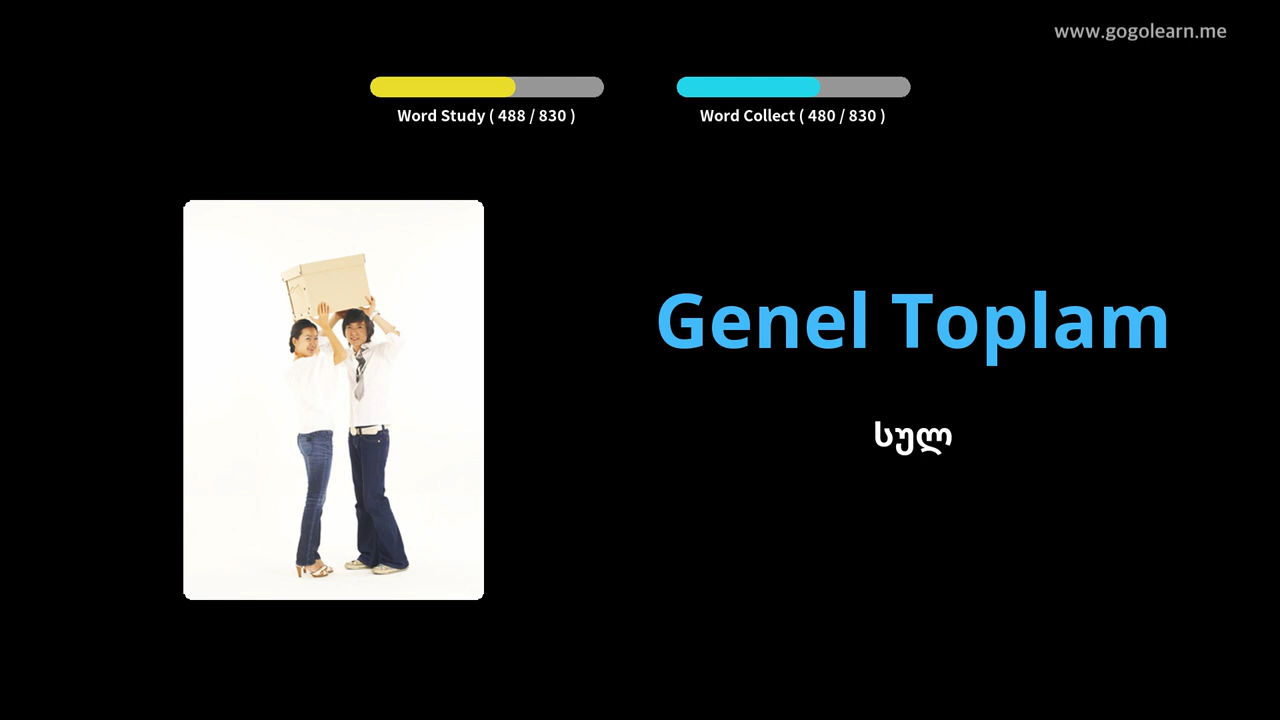 www.gogolearn.me
Word Study ( 488 / 830 )
Word Collect ( 480 / 830 )
Genel Toplam
სულ